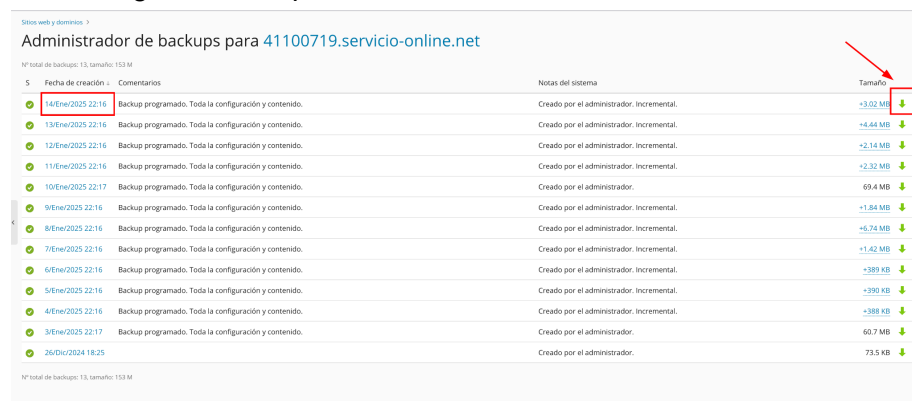 Sitios web y dominios >
Administrador de backups para 41100719.servicio-online.net
Nº total de backups: 13, tamaño: 153 M
S Fecha de creación ↓ Comentarios Notas del sistema Tamaño
14/Ene/2025 22:16 Backup programado. Toda la configuración y contenido. Creado por el administrador. Incremental. +3.02 MB
13/Ene/2025 22:16 Backup programado. Toda la configuración y contenido. Creado por el administrador. Incremental. +4.44 MB
12/Ene/2025 22:16 Backup programado. Toda la configuración y contenido. Creado por el administrador. Incremental. +2.14 MB
11/Ene/2025 22:16 Backup programado. Toda la configuración y contenido. Creado por el administrador. Incremental. +2.32 MB
10/Ene/2025 22:17 Backup programado. Toda la configuración y contenido. Creado por el administrador. 69.4 MB
9/Ene/2025 22:16 Backup programado. Toda la configuración y contenido. Creado por el administrador. Incremental. +1.84 MB
8/Ene/2025 22:16 Backup programado. Toda la configuración y contenido. Creado por el administrador. Incremental. +6.74 MB
7/Ene/2025 22:16 Backup programado. Toda la configuración y contenido. Creado por el administrador. Incremental. +1.42 MB
6/Ene/2025 22:16 Backup programado. Toda la configuración y contenido. Creado por el administrador. Incremental. +389 KB
5/Ene/2025 22:16 Backup programado. Toda la configuración y contenido. Creado por el administrador. Incremental. +390 KB
4/Ene/2025 22:16 Backup programado. Toda la configuración y contenido. Creado por el administrador. Incremental. +388 KB
3/Ene/2025 22:17 Backup programado. Toda la configuración y contenido. Creado por el administrador. 60.7 MB
26/Dic/2024 18:25 Creado por el administrador. 73.5 KB
Nº total de backups: 13, tamaño: 153 M